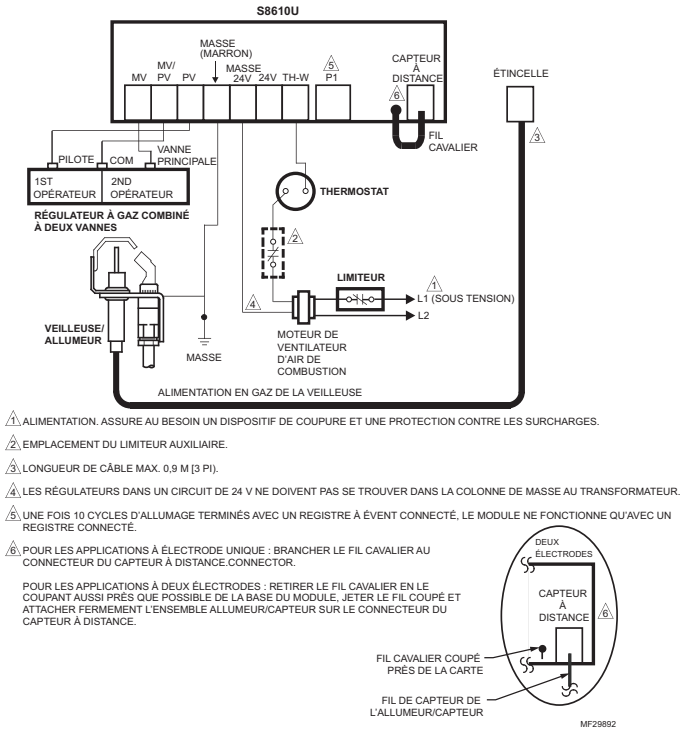 S8610U
MASSE
(MARRON)
MV/
MV PV PV
MASSE
24V 24V TH-W
5
P1
CAPTEUR
À
DISTANCE
6
ÉTINCELLE
3
FIL
CAVALIER
PILOTE COM VANNE
PRINCIPALE
1ST
OPÉRATEUR
2ND
OPÉRATEUR
RÉGULATEUR À GAZ COMBINÉ
À DEUX VANNES
THERMOSTAT
2
LIMITEUR
1
L1 (SOUS TENSION)
L2
4
MOTEUR DE
VENTILATEUR
D'AIR DE
COMBUSTION
VEILLEUSE/
ALLUMEUR
MASSE
ALIMENTATION EN GAZ DE LA VEILLEUSE
1 ALIMENTATION. ASSURE AU BESOIN UN DISPOSITIF DE COUPURE ET UNE PROTECTION CONTRE LES SURCHARGES.
2 EMPLACEMENT DU LIMITEUR AUXILIAIRE.
3 LONGUEUR DE CÂBLE MAX. 0,9 M [3 PI).
4 LES RÉGULATEURS DANS UN CIRCUIT DE 24 V NE DOIVENT PAS SE TROUVER DANS LA COLONNE DE MASSE AU TRANSFORMATEUR.
5 UNE FOIS 10 CYCLES D'ALLUMAGE TERMINÉS AVEC UN REGISTRE À ÉVENT CONNECTÉ, LE MODULE NE FONCTIONNE QU'AVEC UN
REGISTRE CONNECTÉ.
6 POUR LES APPLICATIONS À ÉLECTRODE UNIQUE : BRANCHER LE FIL CAVALIER AU
CONNECTEUR DU CAPTEUR À DISTANCE.CONNECTOR.
POUR LES APPLICATIONS À DEUX ÉLECTRODES : RETIRER LE FIL CAVALIER EN LE
COUPANT AUSSI PRÈS QUE POSSIBLE DE LA BASE DU MODULE, JETER LE FIL COUPÉ ET
ATTACHER FERMEMENT L'ENSEMBLE ALLUMEUR/CAPTEUR SUR LE CONNECTEUR DU
CAPTEUR À DISTANCE.
DEUX
ÉLECTRODES
CAPTEUR
À
DISTANCE
6
FIL CAVALIER COUPÉ
PRÈS DE LA CARTE
FIL DE CAPTEUR DE
L'ALLUMEUR/CAPTEUR
MF29892